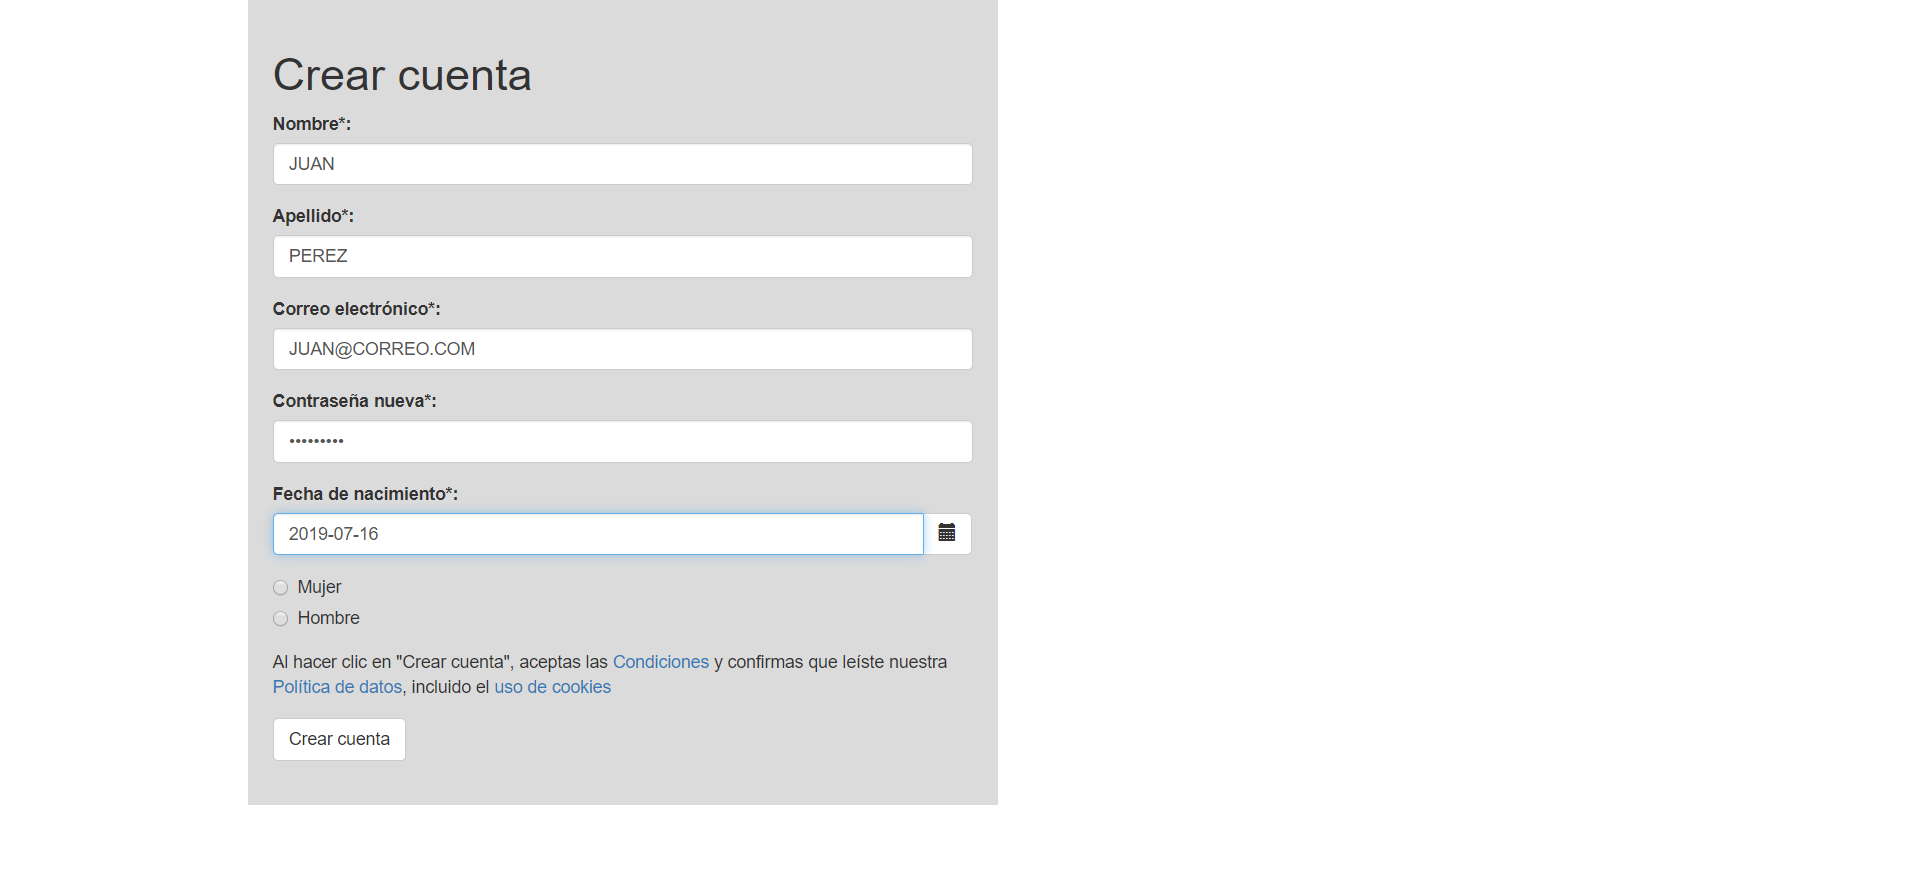 Crear cuenta
Nombre*:
JUAN
Apellido*:
PEREZ
Correo electrónico*:
JUAN@CORREO.COM
Contraseña nueva*:
•••••••••
Fecha de nacimiento*:
2019-07-16
Mujer
Hombre
Al hacer clic en "Crear cuenta", aceptas las Condiciones y confirmas que leíste nuestra
Política de datos, incluido el uso de cookies
Crear cuenta